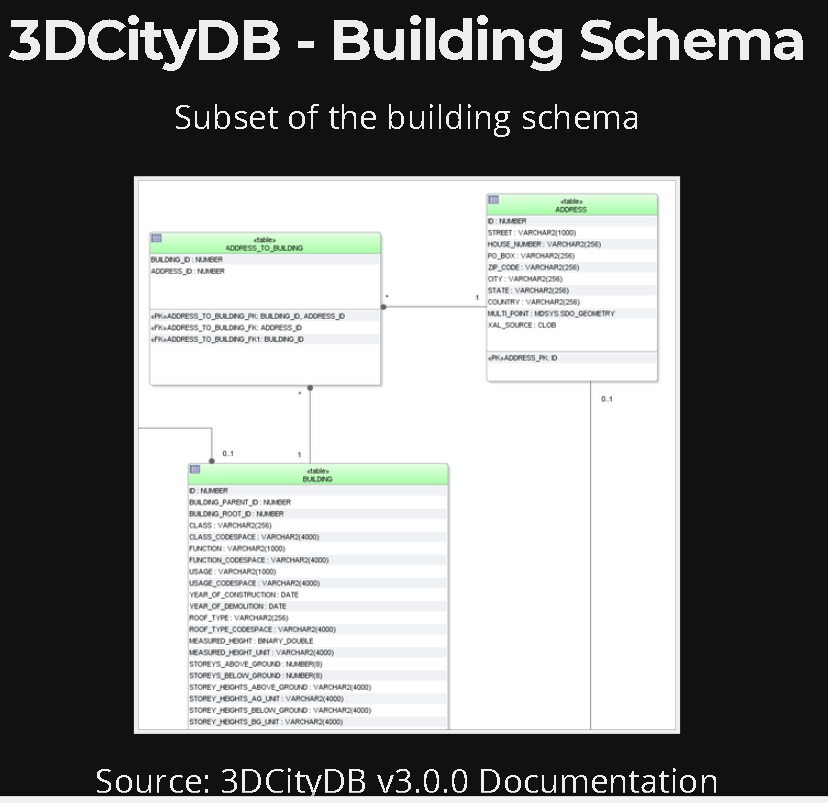 3DCityDB - Building Schema
Subset of the building schema
«table»
ADDRESS_TO_BUILDING
BUILDING_ID : NUMBER
ADDRESS_ID : NUMBER
«PK»ADDRESS_TO_BUILDING_PK: BUILDING_ID, ADDRESS_ID
«FK»ADDRESS_TO_BUILDING_FK: ADDRESS_ID
«FK»ADDRESS_TO_BUILDING_FK1: BUILDING_ID
* 1
«table»
ADDRESS
ID : NUMBER
STREET : VARCHAR2(1000)
HOUSE_NUMBER : VARCHAR2(256)
PO_BOX : VARCHAR2(256)
ZIP_CODE : VARCHAR2(256)
CITY : VARCHAR2(256)
STATE : VARCHAR2(256)
COUNTRY : VARCHAR2(256)
MULTI_POINT : MDSYS.SDO_GEOMETRY
XAL_SOURCE : CLOB
«PK»ADDRESS_PK: ID
*
0..1
0..1
1
«table»
BUILDING
ID : NUMBER
BUILDING_PARENT_ID : NUMBER
BUILDING_ROOT_ID : NUMBER
CLASS : VARCHAR2(256)
CLASS_CODESPACE : VARCHAR2(4000)
FUNCTION : VARCHAR2(1000)
FUNCTION_CODESPACE : VARCHAR2(4000)
USAGE : VARCHAR2(1000)
USAGE_CODESPACE : VARCHAR2(4000)
YEAR_OF_CONSTRUCTION : DATE
YEAR_OF_DEMOLITION : DATE
ROOF_TYPE : VARCHAR2(256)
ROOF_TYPE_CODESPACE : VARCHAR2(4000)
MEASURED_HEIGHT : BINARY_DOUBLE
MEASURED_HEIGHT_UNIT : VARCHAR2(4000)
STOREYS_ABOVE_GROUND : NUMBER(8)
STOREYS_BELOW_GROUND : NUMBER(8)
STOREY_HEIGHTS_ABOVE_GROUND : VARCHAR2(4000)
STOREY_HEIGHTS_AG_UNIT : VARCHAR2(4000)
STOREY_HEIGHTS_BELOW_GROUND : VARCHAR2(4000)
STOREY_HEIGHTS_BG_UNIT : VARCHAR2(4000)
Source: 3DCityDB v3.0.0 Documentation